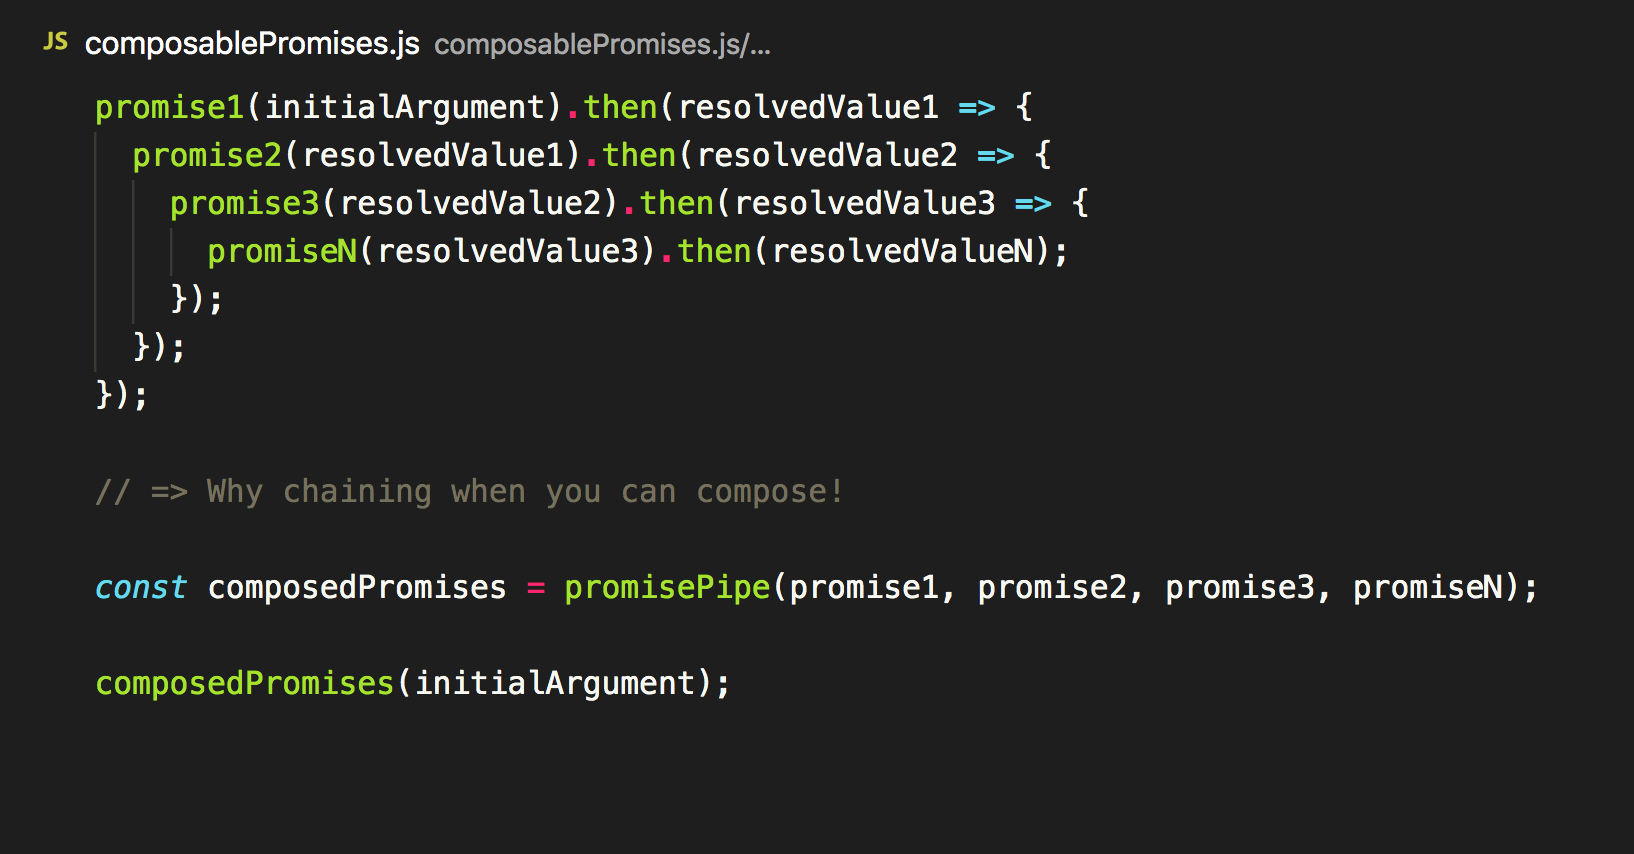 JS composablePromises.js composablePromises.js/...
promise1(initialArgument).then(resolvedValue1 => {
  promise2(resolvedValue1).then(resolvedValue2 => {
    promise3(resolvedValue2).then(resolvedValue3 => {
      promiseN(resolvedValue3).then(resolvedValueN);
    });
  });
});
// => Why chaining when you can compose!
const composedPromises = promisePipe(promise1, promise2, promise3, promiseN);
composedPromises(initialArgument);